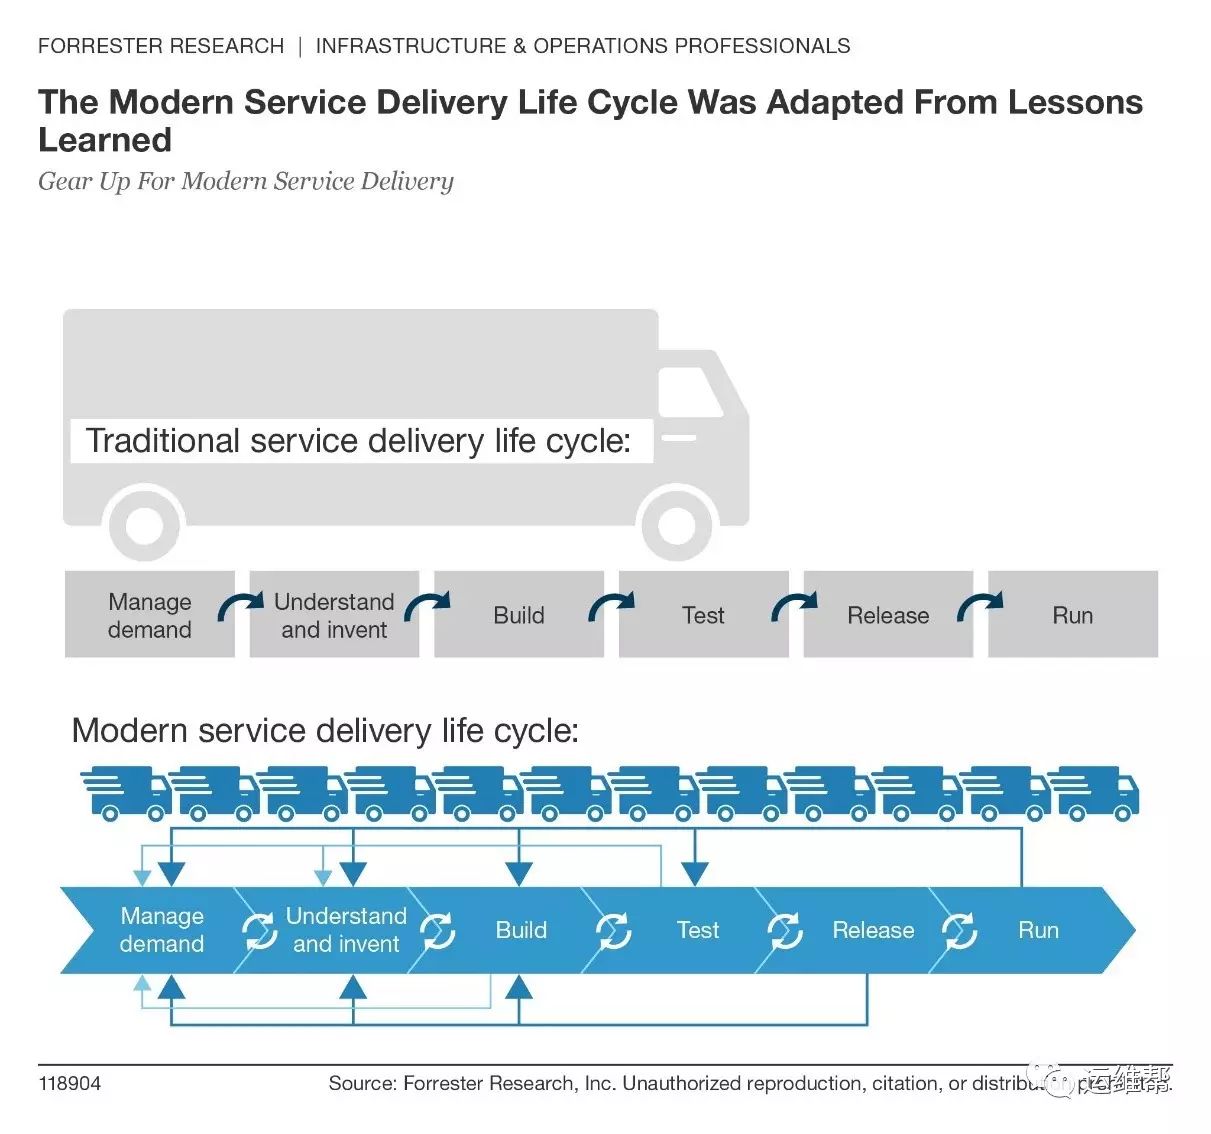 FORRESTER RESEARCH | INFRASTRUCTURE & OPERATIONS PROFESSIONALS
The Modern Service Delivery Life Cycle Was Adapted From Lessons
Learned
Gear Up For Modern Service Delivery
Traditional service delivery life cycle:
Manage
demand
Understand
and invent
Build
Test
Release
Run
Modern service delivery life cycle:
Manage
demand
Understand
and invent
Build
Test
Release
Run
118904
Source: Forrester Research, Inc. Unauthorized reproduction, citation, or
运维帮